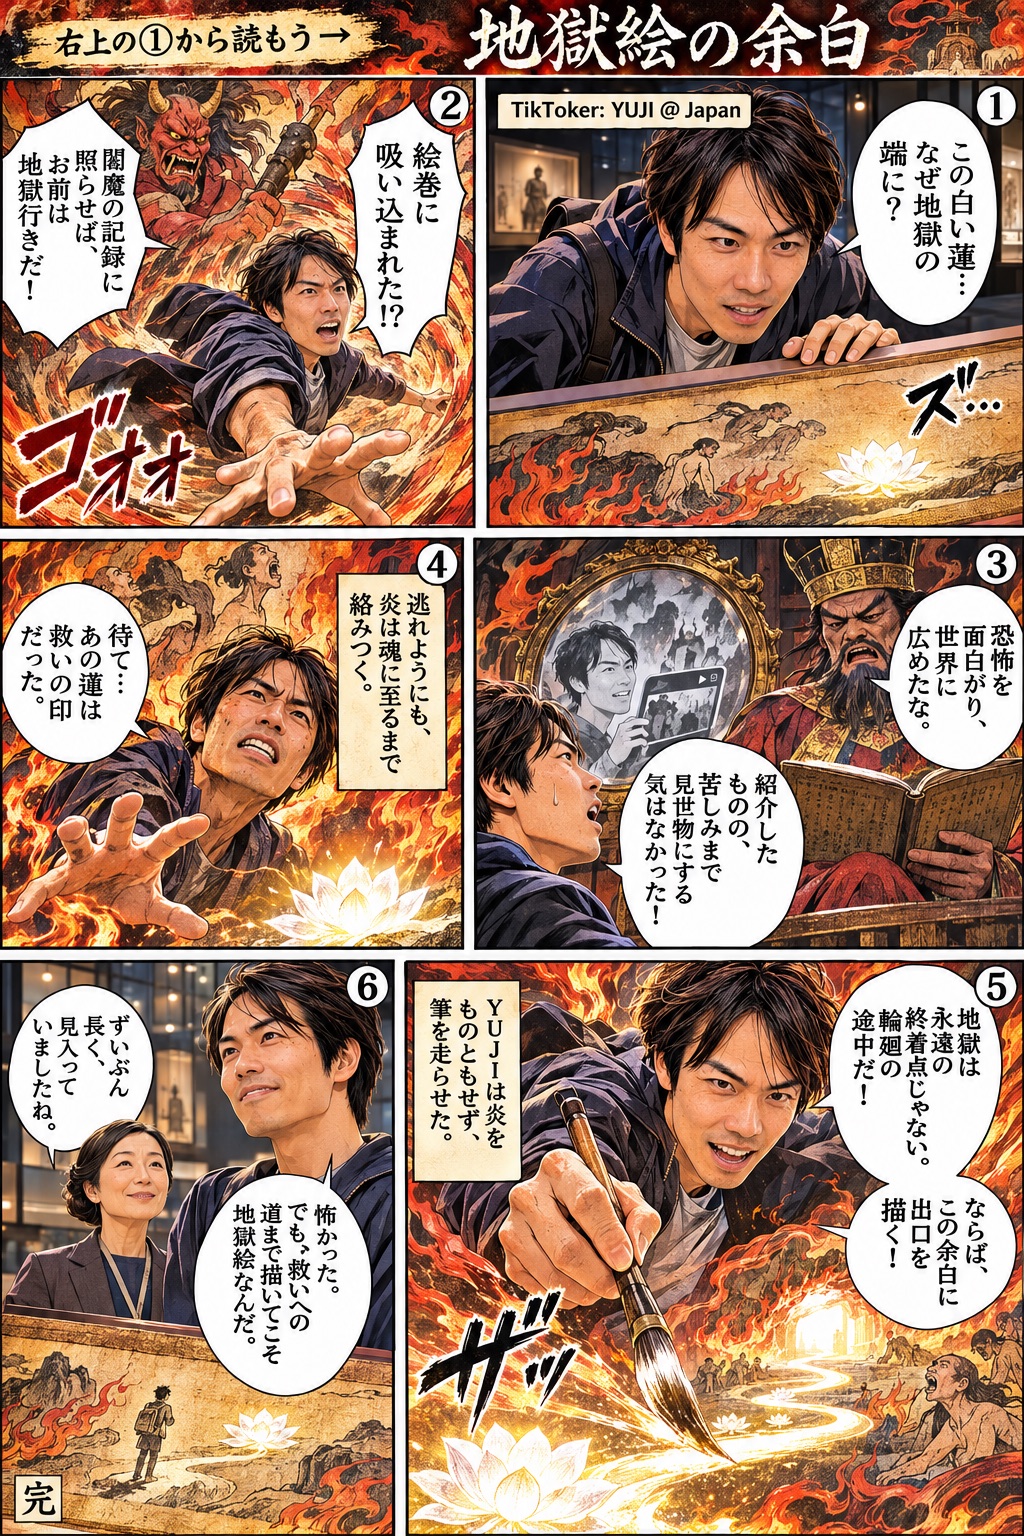 右上の①から読もう→
地獄絵の余白
①
TikToker: YUJI @ Japan
この白い蓮…
なぜ地獄の
端に?
ズ…
②
絵巻に
吸い込まれた!?
閻魔の記録に
照らせば、
お前は
地獄行きだ!
ゴォォ
③
恐怖を
面白がり、
世界に
広めたな。
紹介した
ものの、
苦しみまで
見世物にする
気はなかった!
④
逃れようにも、
炎は魂に至るまで
絡みつく。
待て…
あの蓮は
救いの印
だった。
⑤
地獄は
永遠の
終着点じゃない。
輪廻の
途中だ!
ならば、
この余白に
出口を
描く!
YUJIは炎を
ものともせず、
筆を走らせた。
ザッ
⑥
ずいぶん
長く、
見入って
いましたね。
怖かった。
でも〝救いへの
道まで描いてこそ
地獄絵なんだ。
完